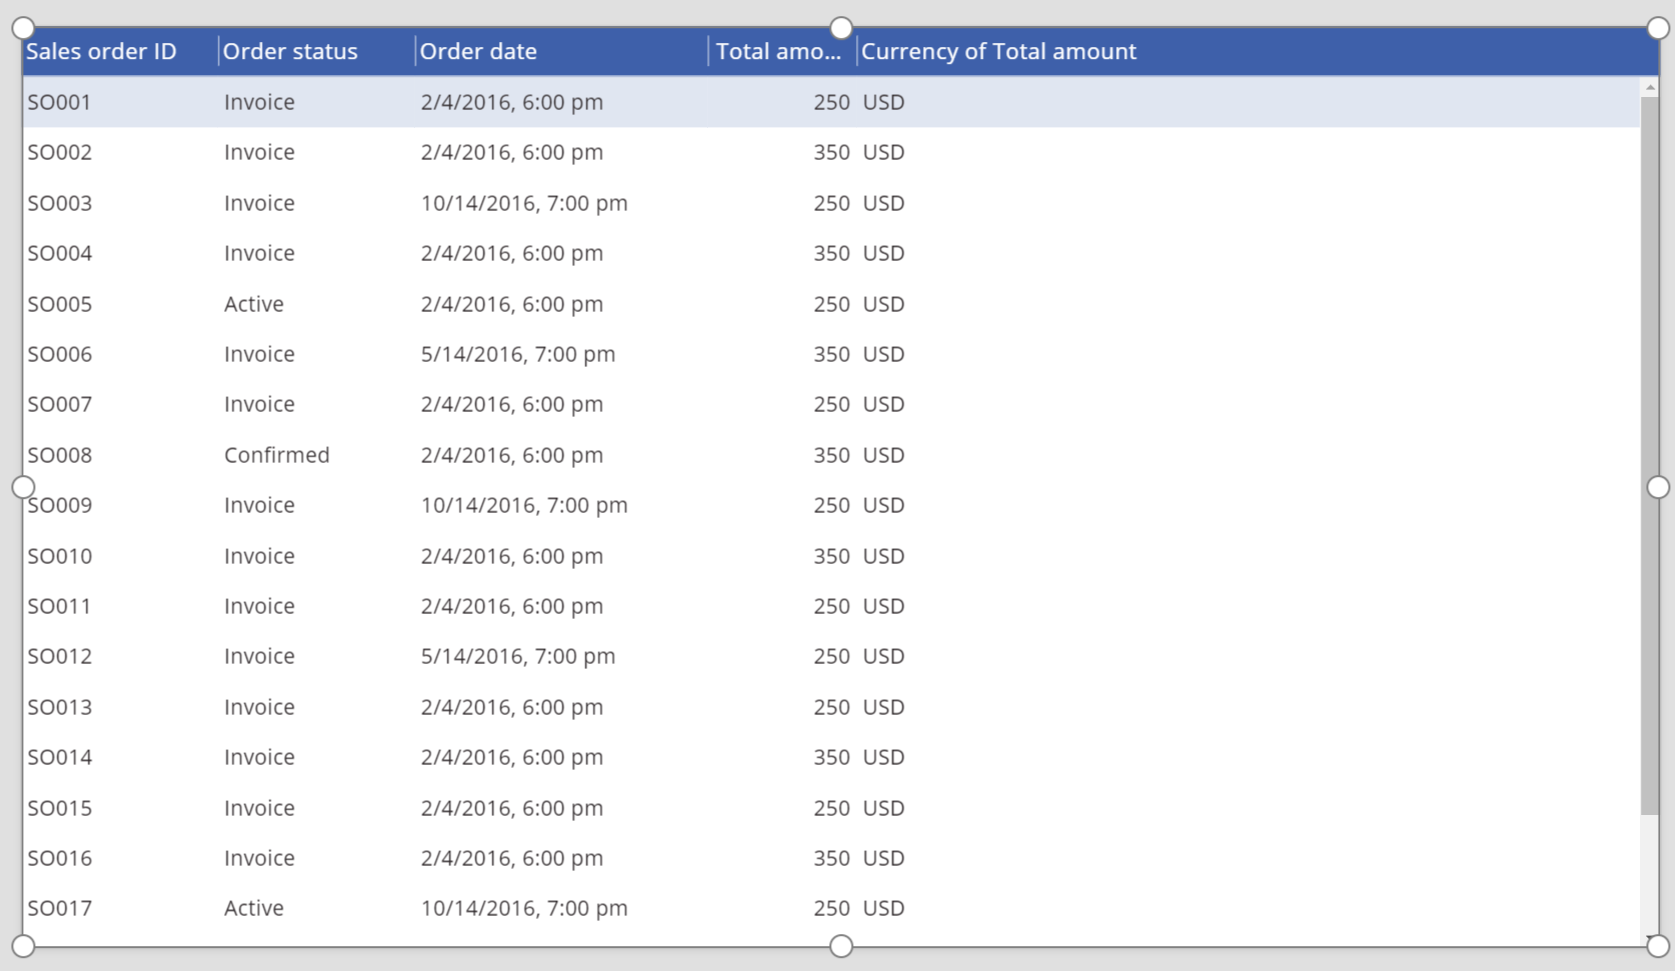 Sales order ID Order status Order date Total amo... Currency of Total amount
SO001 Invoice 2/4/2016, 6:00 pm 250 USD
SO002 Invoice 2/4/2016, 6:00 pm 350 USD
SO003 Invoice 10/14/2016, 7:00 pm 250 USD
SO004 Invoice 2/4/2016, 6:00 pm 350 USD
SO005 Active 2/4/2016, 6:00 pm 250 USD
SO006 Invoice 5/14/2016, 7:00 pm 350 USD
SO007 Invoice 2/4/2016, 6:00 pm 250 USD
SO008 Confirmed 2/4/2016, 6:00 pm 350 USD
SO009 Invoice 10/14/2016, 7:00 pm 250 USD
SO010 Invoice 2/4/2016, 6:00 pm 350 USD
SO011 Invoice 2/4/2016, 6:00 pm 250 USD
SO012 Invoice 5/14/2016, 7:00 pm 250 USD
SO013 Invoice 2/4/2016, 6:00 pm 250 USD
SO014 Invoice 2/4/2016, 6:00 pm 350 USD
SO015 Invoice 2/4/2016, 6:00 pm 250 USD
SO016 Invoice 2/4/2016, 6:00 pm 350 USD
SO017 Active 10/14/2016, 7:00 pm 250 USD